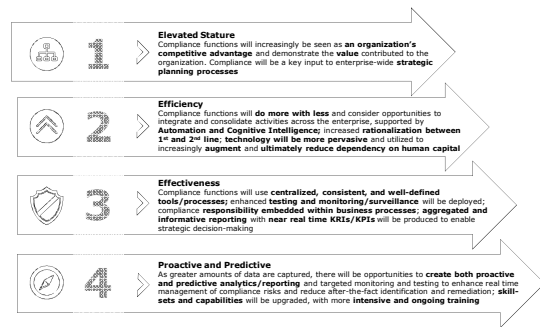 1
Elevated Stature
Compliance functions will increasingly be seen as an organization's
competitive advantage and demonstrate the value contributed to the
organization. Compliance will be a key input to enterprise-wide strategic
planning processes
2
Efficiency
Compliance functions will do more with less and consider opportunities to
integrate and consolidate activities across the enterprise, supported by
Automation and Cognitive Intelligence; increased rationalization between
1st and 2nd line; technology will be more pervasive and utilized to
increasingly augment and ultimately reduce dependency on human capital
3
Effectiveness
Compliance functions will use centralized, consistent, and well-defined
tools/processes; enhanced testing and monitoring/surveillance will be deployed;
compliance responsibility embedded within business processes; aggregated and
informative reporting with near real time KRIs/KPIs will be produced to enable
strategic decision-making
4
Proactive and Predictive
As greater amounts of data are captured, there will be opportunities to create both proactive
and predictive analytics/reporting and targeted monitoring and testing to enhance real time
management of compliance risks and reduce after-the-fact identification and remediation; skill-
sets and capabilities will be upgraded, with more intensive and ongoing training